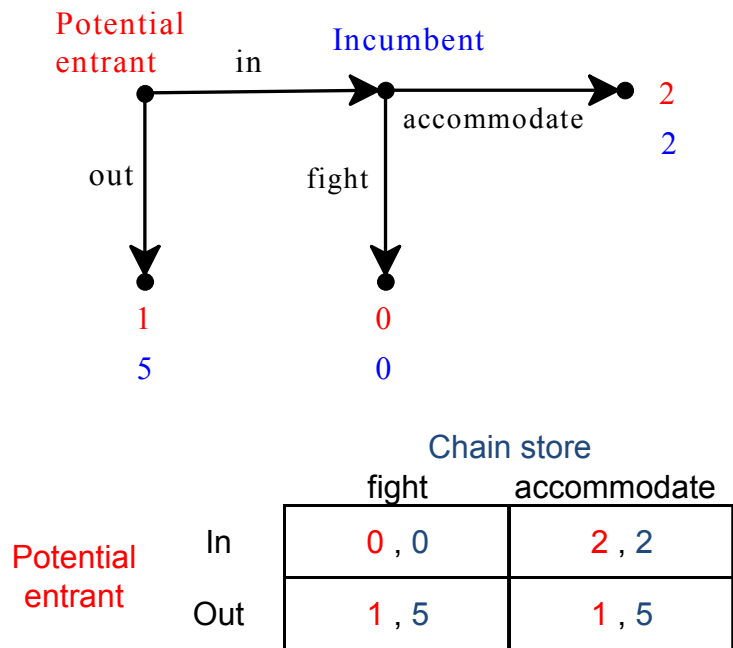 Potential
entrant
in
Incumbent
accommodate
2
2
out
fight
1
5
0
0
Chain store
fight accommodate
Potential
entrant
In 0 , 0 2 , 2
Out 1 , 5 1 , 5